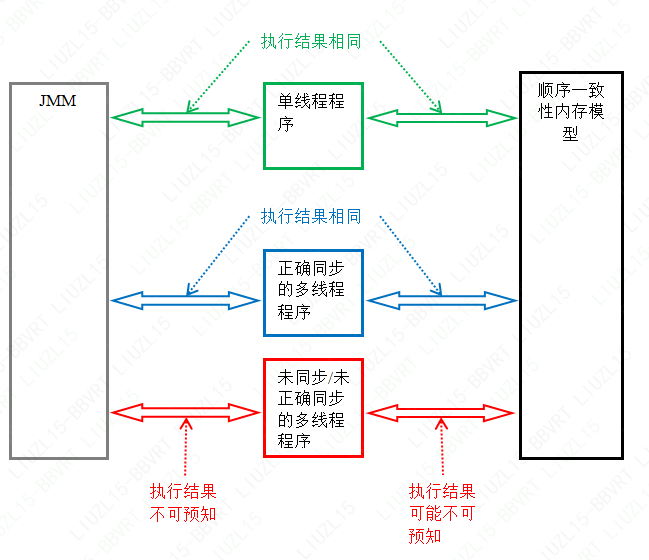 执行结果相同
JMM
单线程程
序
顺序一致
性内存模
型
执行结果相同
正确同步
的多线程
程序
未同步/未
正确同步
的多线程
程序
执行结果
不可预知
执行结果
可能不可
预知
LIUZL15-BBVRT